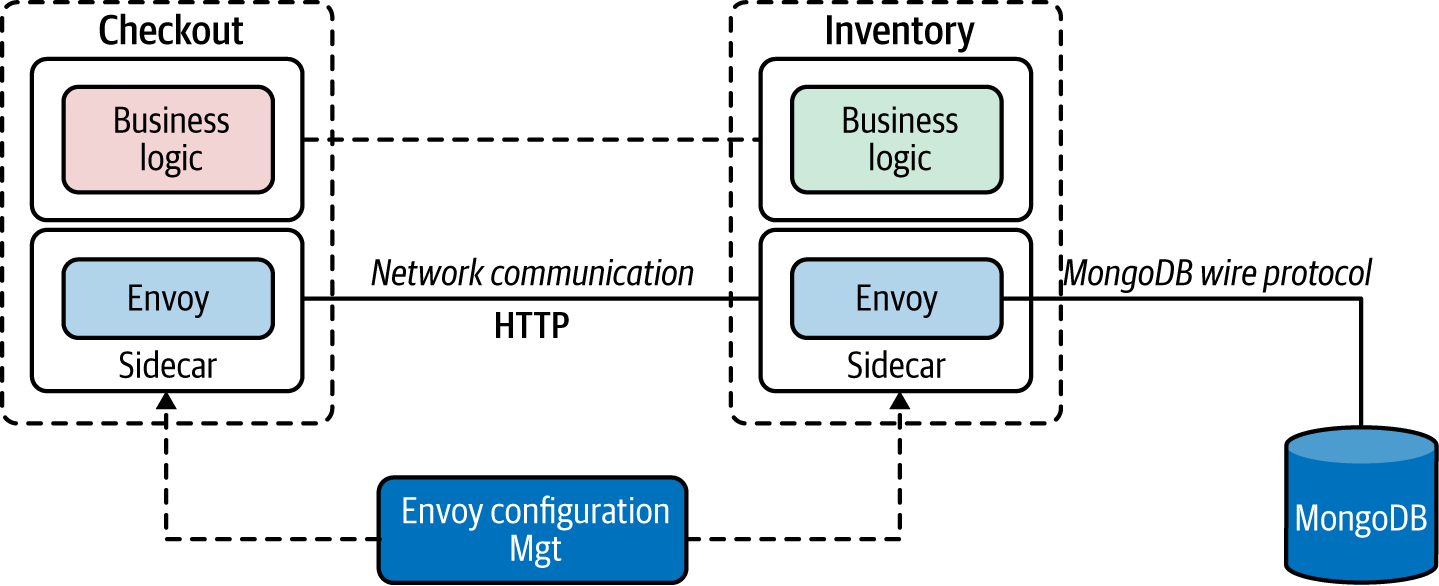 Checkout
Inventory
Business
logic
Business
logic
Envoy
Sidecar
Network communication
HTTP
Envoy
Sidecar
MongoDB wire protocol
Envoy configuration
Mgt
MongoDB